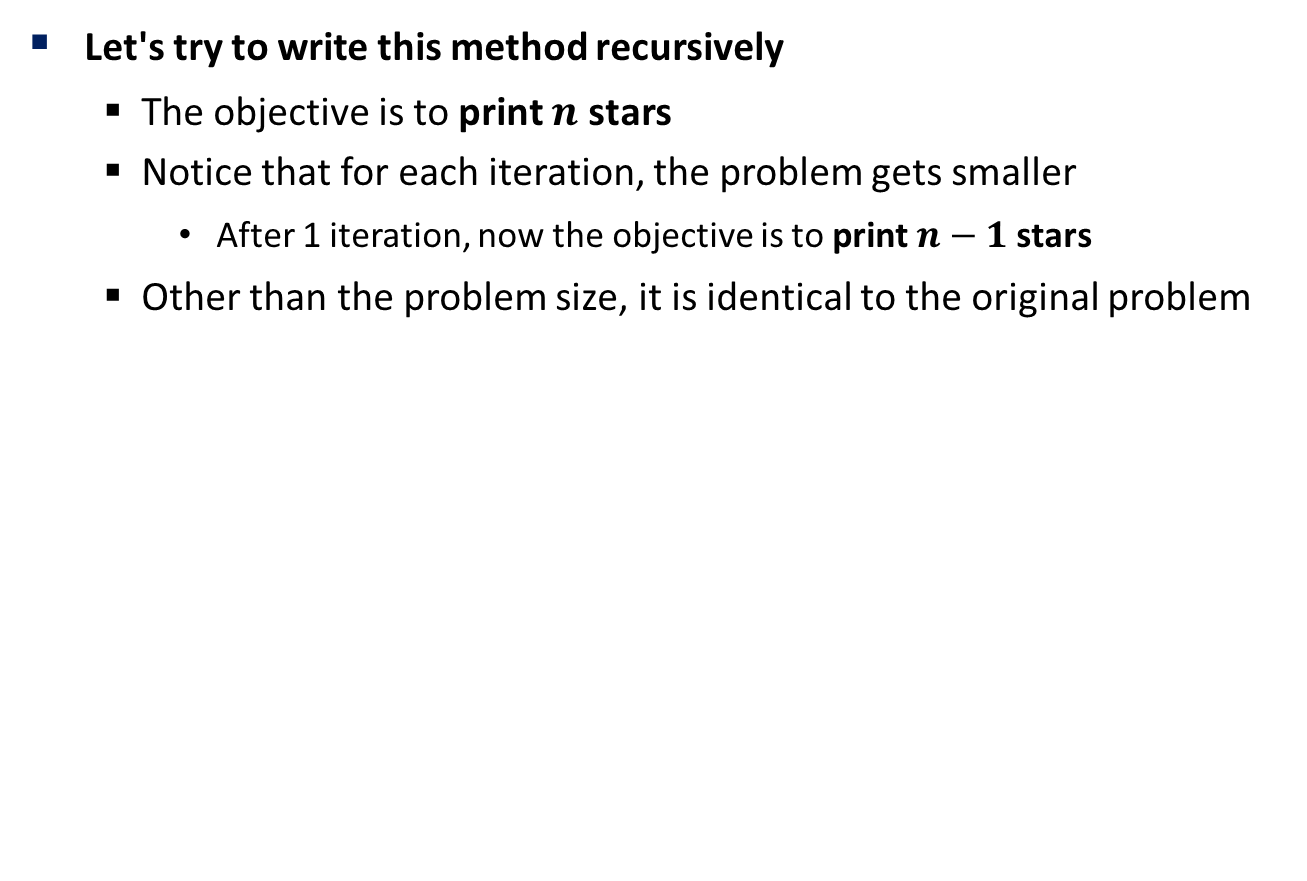 ▪ Let's try to write this method recursively
▪ The objective is to print n stars
▪ Notice that for each iteration, the problem gets smaller
• After 1 iteration, now the objective is to print n − 1 stars
▪ Other than the problem size, it is identical to the original problem